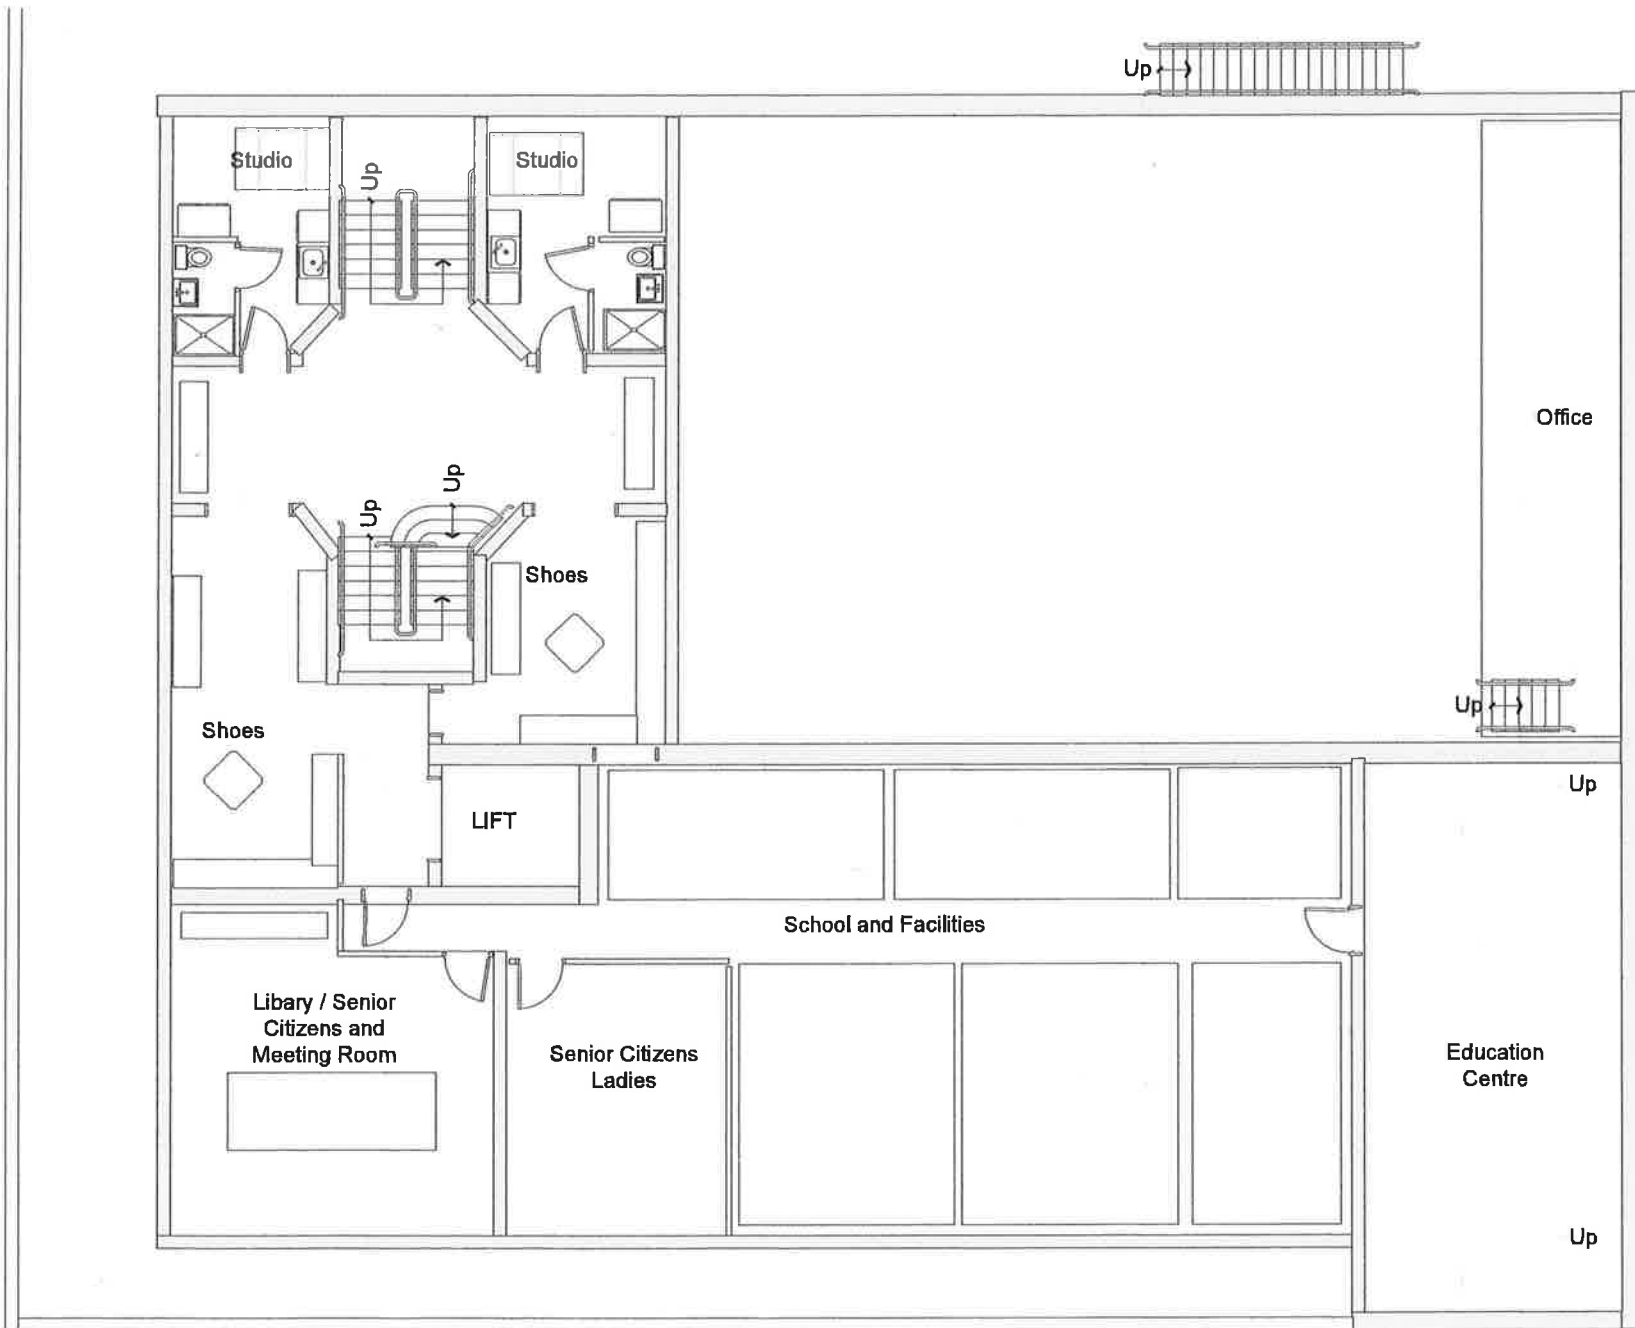 Up
Studio
Studio
Up
Office
Up
Up
Shoes
Up
Shoes
Up
LIFT
School and Facilities
Libary / Senior
Citizens and
Meeting Room
Senior Citizens
Ladies
Education
Centre
Up